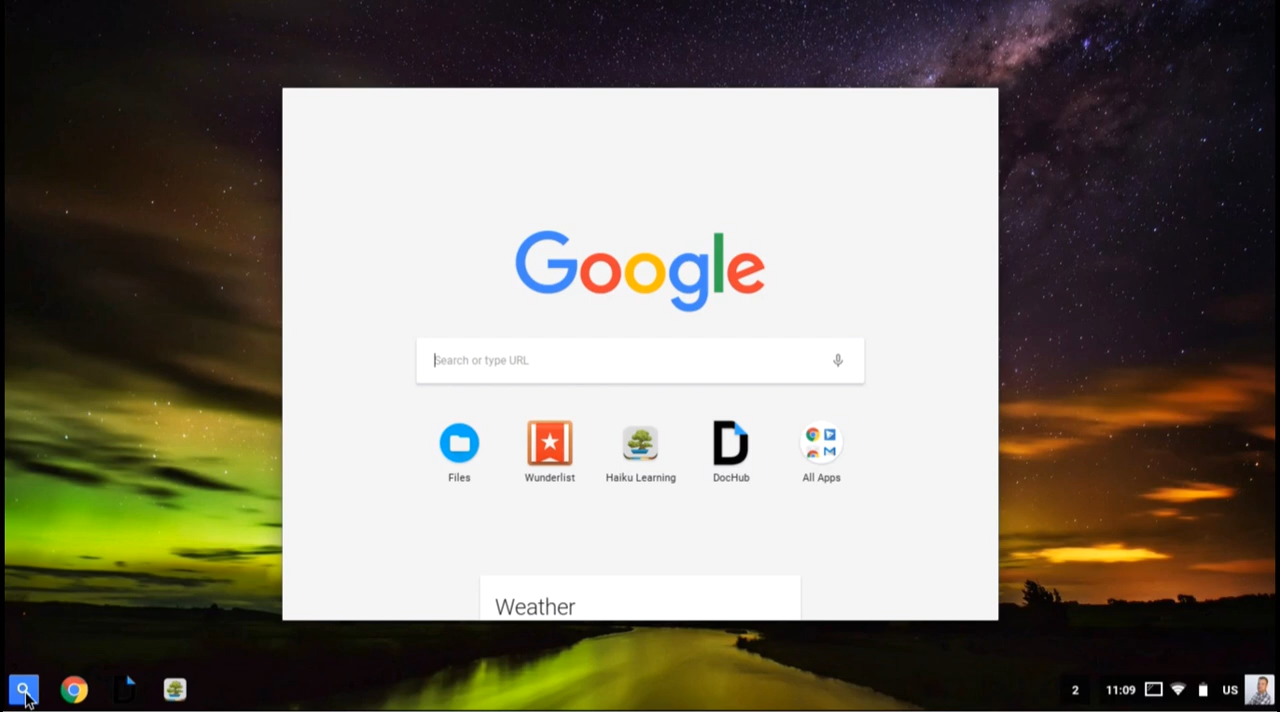 Google
Search or type URL
Files
Wunderlist
Haiku Learning
DocHub
All Apps
Weather
2
11:09
US